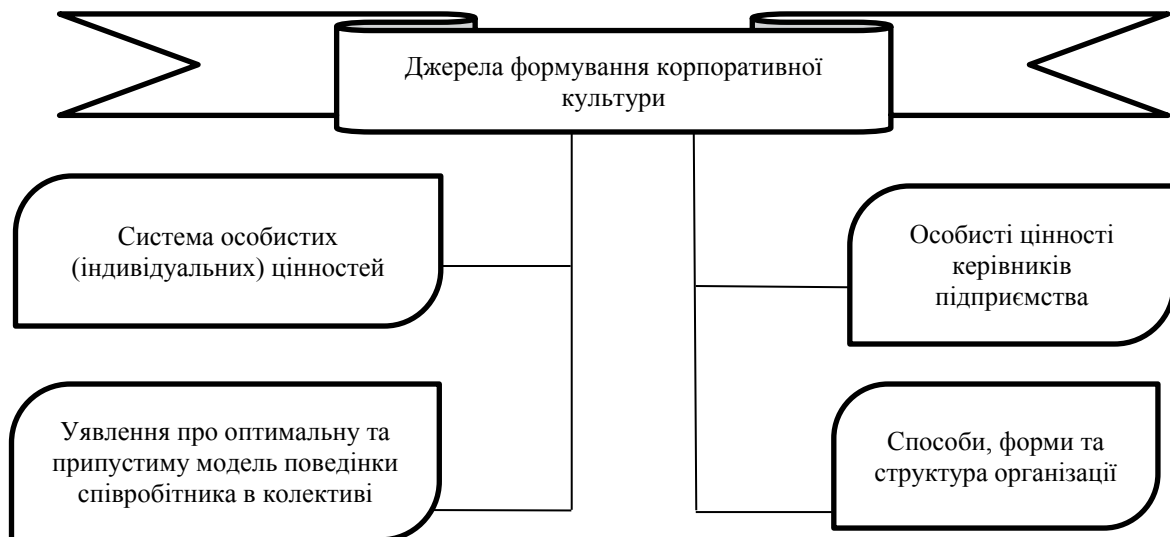 Джерела формування корпоративної
культури
Система особистих
(індивідуальних) цінностей
Особисті цінності
керівників
підприємства
Уявлення про оптимальну та
припустиму модель поведінки
співробітника в колективі
Способи, форми та
структура організації